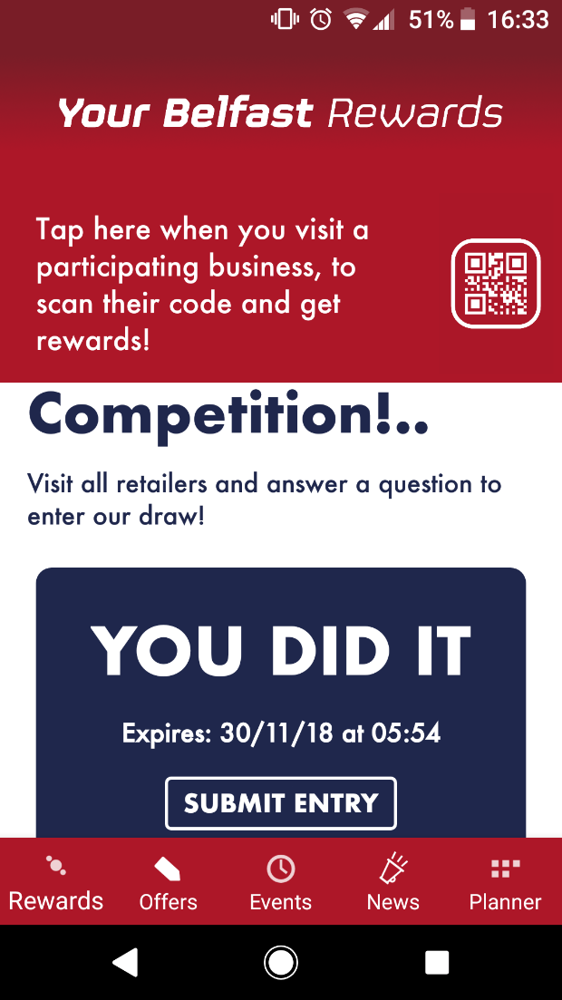 51% 16:33
Your Belfast Rewards
Tap here when you visit a
participating business, to
scan their code and get
rewards!
Competition!..
Visit all retailers and answer a question to
enter our draw!
YOU DID IT
Expires: 30/11/18 at 05:54
SUBMIT ENTRY
Rewards Offers Events News Planner